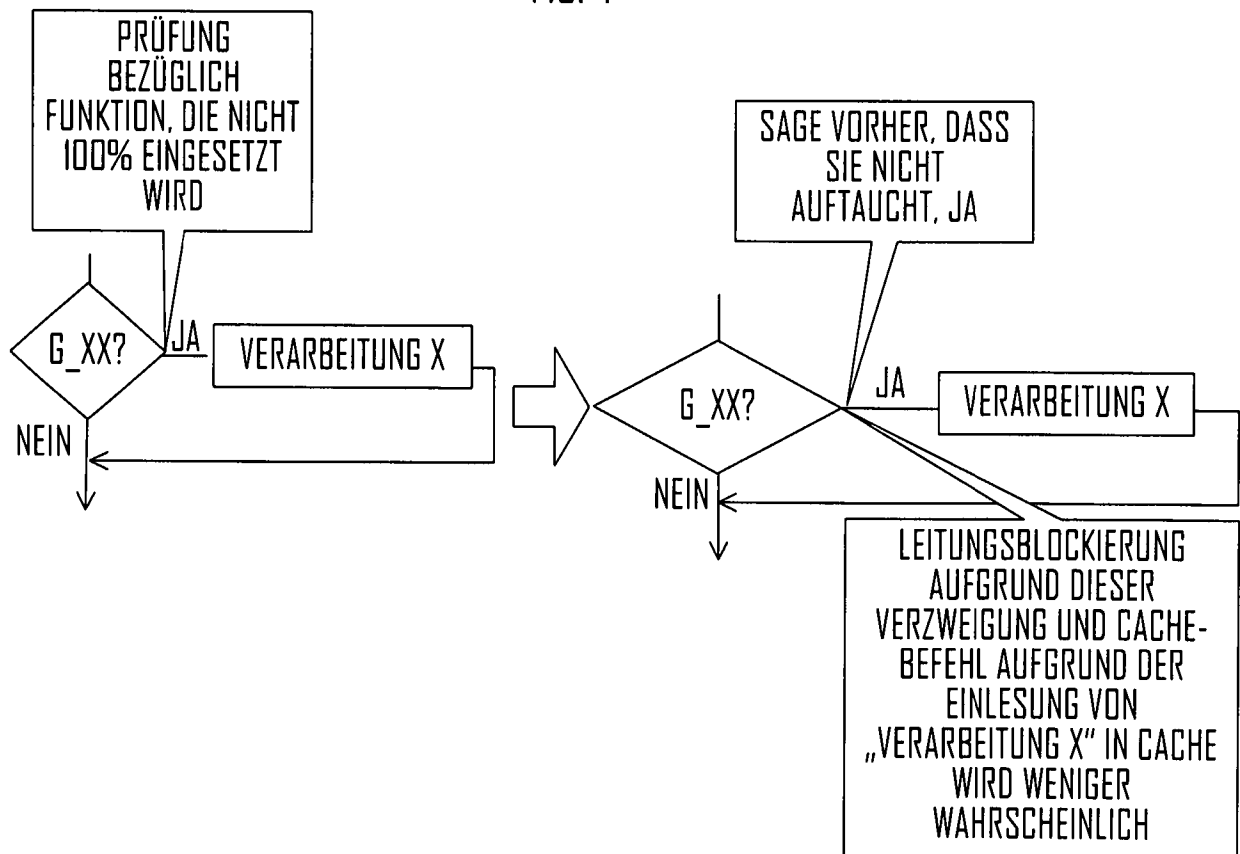 PRÜFUNG
BEZÜGLICH
FUNKTION, DIE NICHT
100% EINGESETZT
WIRD
G_XX?
JA
VERARBEITUNG X
NEIN
SAGE VORHER, DASS
SIE NICHT
AUFTAUCHT, JA
G_XX?
JA
VERARBEITUNG X
NEIN
LEITUNGSBLOCKIERUNG
AUFGRUND DIESER
VERZWEIGUNG UND CACHE-
BEFEHL AUFGRUND DER
EINLESUNG VON
„VERARBEITUNG X“ IN CACHE
WIRD WENIGER
WAHRSCHEINLICH